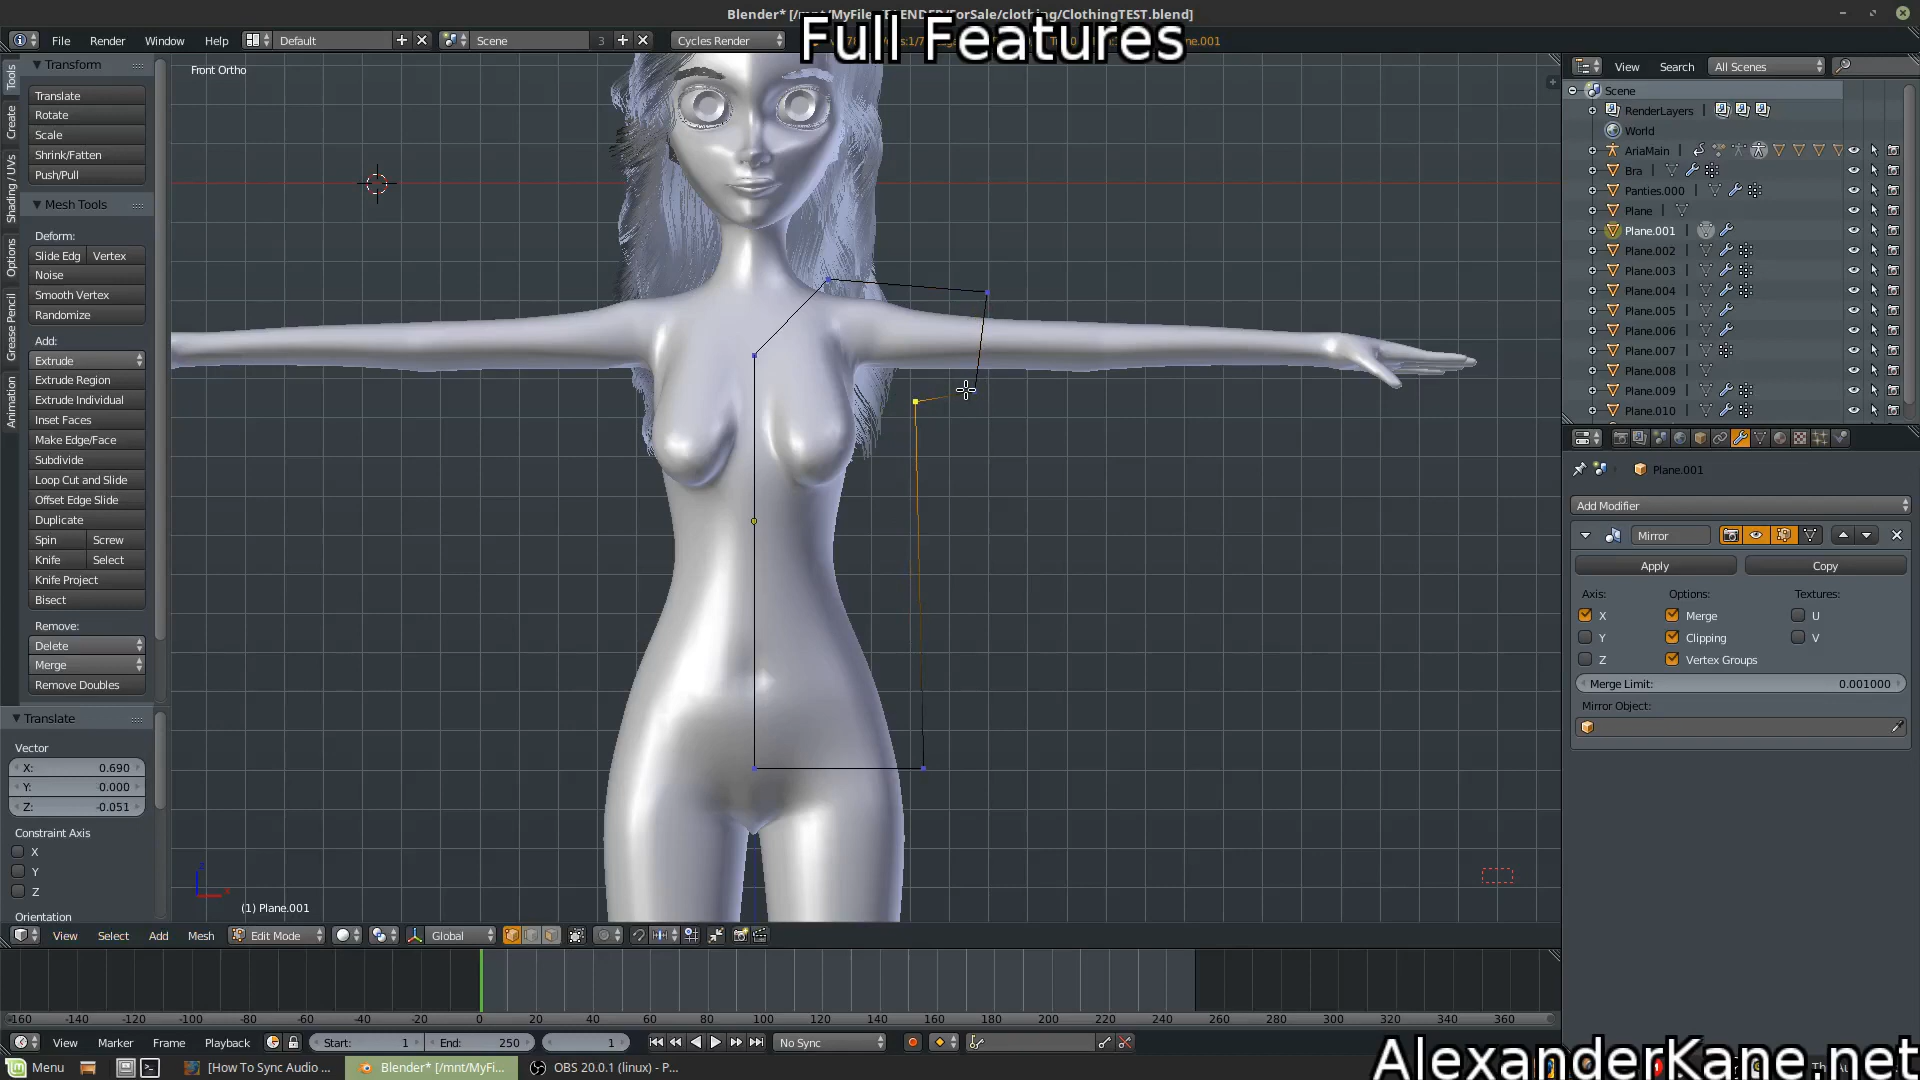 Blender* [/mnt/MyFile BLENDER/ForSale/clothing/ClothingTEST.blend]
Full Features
File Render Window Help Default Scene 3 Cycles Render
Tools
Create
Shading / UVs
Options
Grease Pencil
Animation
Transform
Translate
Rotate
Scale
Shrink/Fatten
Push/Pull
Mesh Tools
Deform:
Slide Edg Vertex
Noise
Smooth Vertex
Randomize
Add:
Extrude
Extrude Region
Extrude Individual
Inset Faces
Make Edge/Face
Subdivide
Loop Cut and Slide
Offset Edge Slide
Duplicate
Spin Screw
Knife Select
Knife Project
Bisect
Remove:
Delete
Merge
Remove Doubles
Translate
Vector
X: 0.690
Y: -0.000
Z: -0.051
Constraint Axis
X
Y
Z
Orientation
Front Ortho
(1) Plane.001
View Search All Scenes
Scene
RenderLayers
World
AriaMain
Bra
Panties.000
Plane
Plane.001
Plane.002
Plane.003
Plane.004
Plane.005
Plane.006
Plane.007
Plane.008
Plane.009
Plane.010
Plane.001
Add Modifier
Mirror
Apply Copy
Axis: Options: Textures:
X Merge U
Y Clipping V
Z Vertex Groups
Merge Limit: 0.001000
Mirror Object:
View Select Add Mesh Edit Mode Global
-160 -140 -120 -100 -80 -60 -40 -20 0 20 40 60 80 100 120 140 160 180 200 220 240 260 280 300 320 340 360
View Marker Frame Playback Start: 1 End: 250 1 No Sync
AlexanderKane.net
Menu [How To Sync Audio ... Blender* [/mnt/MyFi... OBS 20.0.1 (linux) - P...